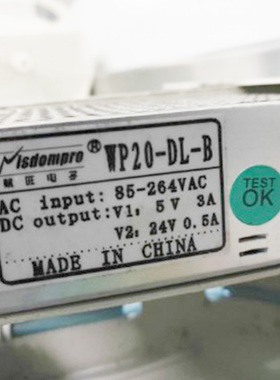 Wisdompro® WP20-DL-B
AC input: 85-264VAC
DC output: V1: 5V 3A
V2: 24V 0.5A
MADE IN CHINA
TEST
OK